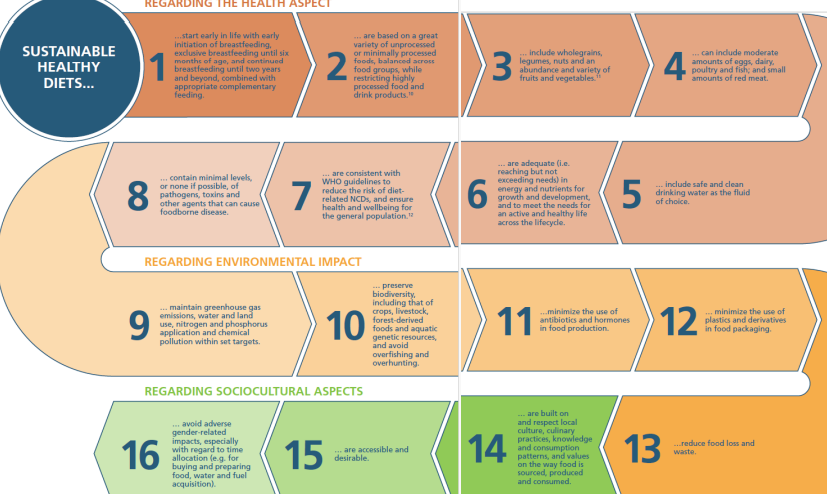 REGARDING THE HEALTH ASPECT
SUSTAINABLE
HEALTHY
DIETS...
1
...start early in life with early
initiation of breastfeeding,
exclusive breastfeeding until six
months of age, and continued
breastfeeding until two years
and beyond, combined with
appropriate complementary
feeding.
2
... are based on a great
variety of unprocessed
or minimally processed
foods, balanced across
food groups, while
restricting highly
processed food and
drink products.¹⁰
3
... include wholegrains,
legumes, nuts and an
abundance and variety of
fruits and vegetables.¹¹
4
... can include moderate
amounts of eggs, dairy,
poultry and fish; and small
amounts of red meat.
5
... include safe and clean
drinking water as the fluid
of choice.
6
... are adequate (i.e.
reaching but not
exceeding needs) in
energy and nutrients for
growth and development,
and to meet the needs for
an active and healthy life
across the lifecycle.
7
... are consistent with
WHO guidelines to
reduce the risk of diet-
related NCDs, and ensure
health and wellbeing for
the general population.¹²
8
... contain minimal levels,
or none if possible, of
pathogens, toxins and
other agents that can cause
foodborne disease.
REGARDING ENVIRONMENTAL IMPACT
9
... maintain greenhouse gas
emissions, water and land
use, nitrogen and phosphorus
application and chemical
pollution within set targets.
10
... preserve
biodiversity,
including that of
crops, livestock,
forest-derived
foods and aquatic
genetic resources,
and avoid
overfishing and
overhunting.
11
...minimize the use of
antibiotics and hormones
in food production.
12
... minimize the use of
plastics and derivatives
in food packaging.
13
...reduce food loss and
waste.
REGARDING SOCIOCULTURAL ASPECTS
14
... are built on
and respect local
culture, culinary
practices, knowledge
and consumption
patterns, and values
on the way food is
sourced, produced
and consumed.
15
... are accessible and
desirable.
16
... avoid adverse
gender-related
impacts, especially
with regard to time
allocation (e.g. for
buying and preparing
food, water and fuel
acquisition).